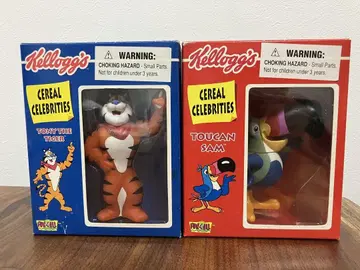 Kellogg's
WARNING:
CHOKING HAZARD - Small Parts
Not for children under 3 years.
CEREAL
CELEBRITIES
TONY THE
TIGER
Kellogg's
WARNING:
CHOKING HAZARD - Small Parts
Not for children under 3 years.
CEREAL
CELEBRITIES
TOUCAN
SAM